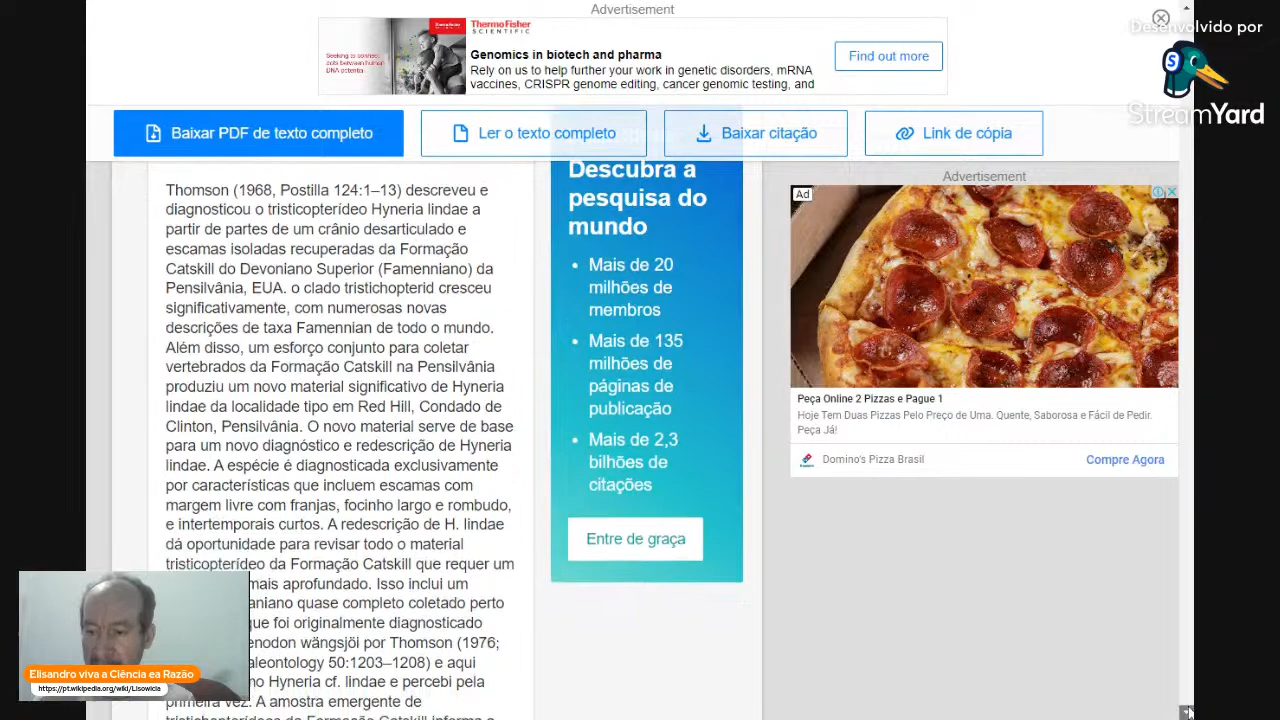 Advertisement
ThermoFisher
SCIENTIFIC
Genomics in biotech and pharma
Rely on us to help further your work in genetic disorders, mRNA
vaccines, CRISPR genome editing, cancer genomic testing, and
Find out more
Desenvolvido por
S
StreamYard
Baixar PDF de texto completo
Ler o texto completo
Baixar citação
Link de cópia
Thomson (1968, Postilla 124:1–13) descreveu e
diagnosticou o tristicopterídeo Hyneria lindae a
partir de partes de um crânio desarticulado e
escamas isoladas recuperadas da Formação
Catskill do Devoniano Superior (Famenniano) da
Pensilvânia, EUA. o clado tristichopterid cresceu
significativamente, com numerosas novas
descrições de taxa Famennian de todo o mundo.
Além disso, um esforço conjunto para coletar
vertebrados da Formação Catskill na Pensilvânia
produziu um novo material significativo de Hyneria
lindae da localidade tipo em Red Hill, Condado de
Clinton, Pensilvânia. O novo material serve de base
para um novo diagnóstico e redescrição de Hyneria
lindae. A espécie é diagnosticada exclusivamente
por características que incluem escamas com
margem livre com franjas, focinho largo e rombudo,
e intertemporais curtos. A redescrição de H. lindae
dá oportunidade para revisar todo o material
tristicopterídeo da Formação Catskill que requer um
mais aprofundado. Isso inclui um
aniano quase completo coletado perto
que foi originalmente diagnosticado
enodon wängsjöi por Thomson (1976;
aleontology 50:1203–1208) e aqui
no Hyneria cf. lindae e percebi pela
primeira vez. A amostra emergente de
Descubra a
pesquisa do
mundo
Mais de 20
milhões de
membros
Mais de 135
milhões de
páginas de
publicação
Mais de 2,3
bilhões de
citações
Entre de graça
Advertisement
Ad
Peça Online 2 Pizzas e Pague 1
Hoje Tem Duas Pizzas Pelo Preço de Uma. Quente, Saborosa e Fácil de Pedir.
Peça Já!
Domino's Pizza Brasil
Compre Agora
Elisandro viva a Ciência ea Razão
https://pt.wikipedia.org/wiki/Lisowicia